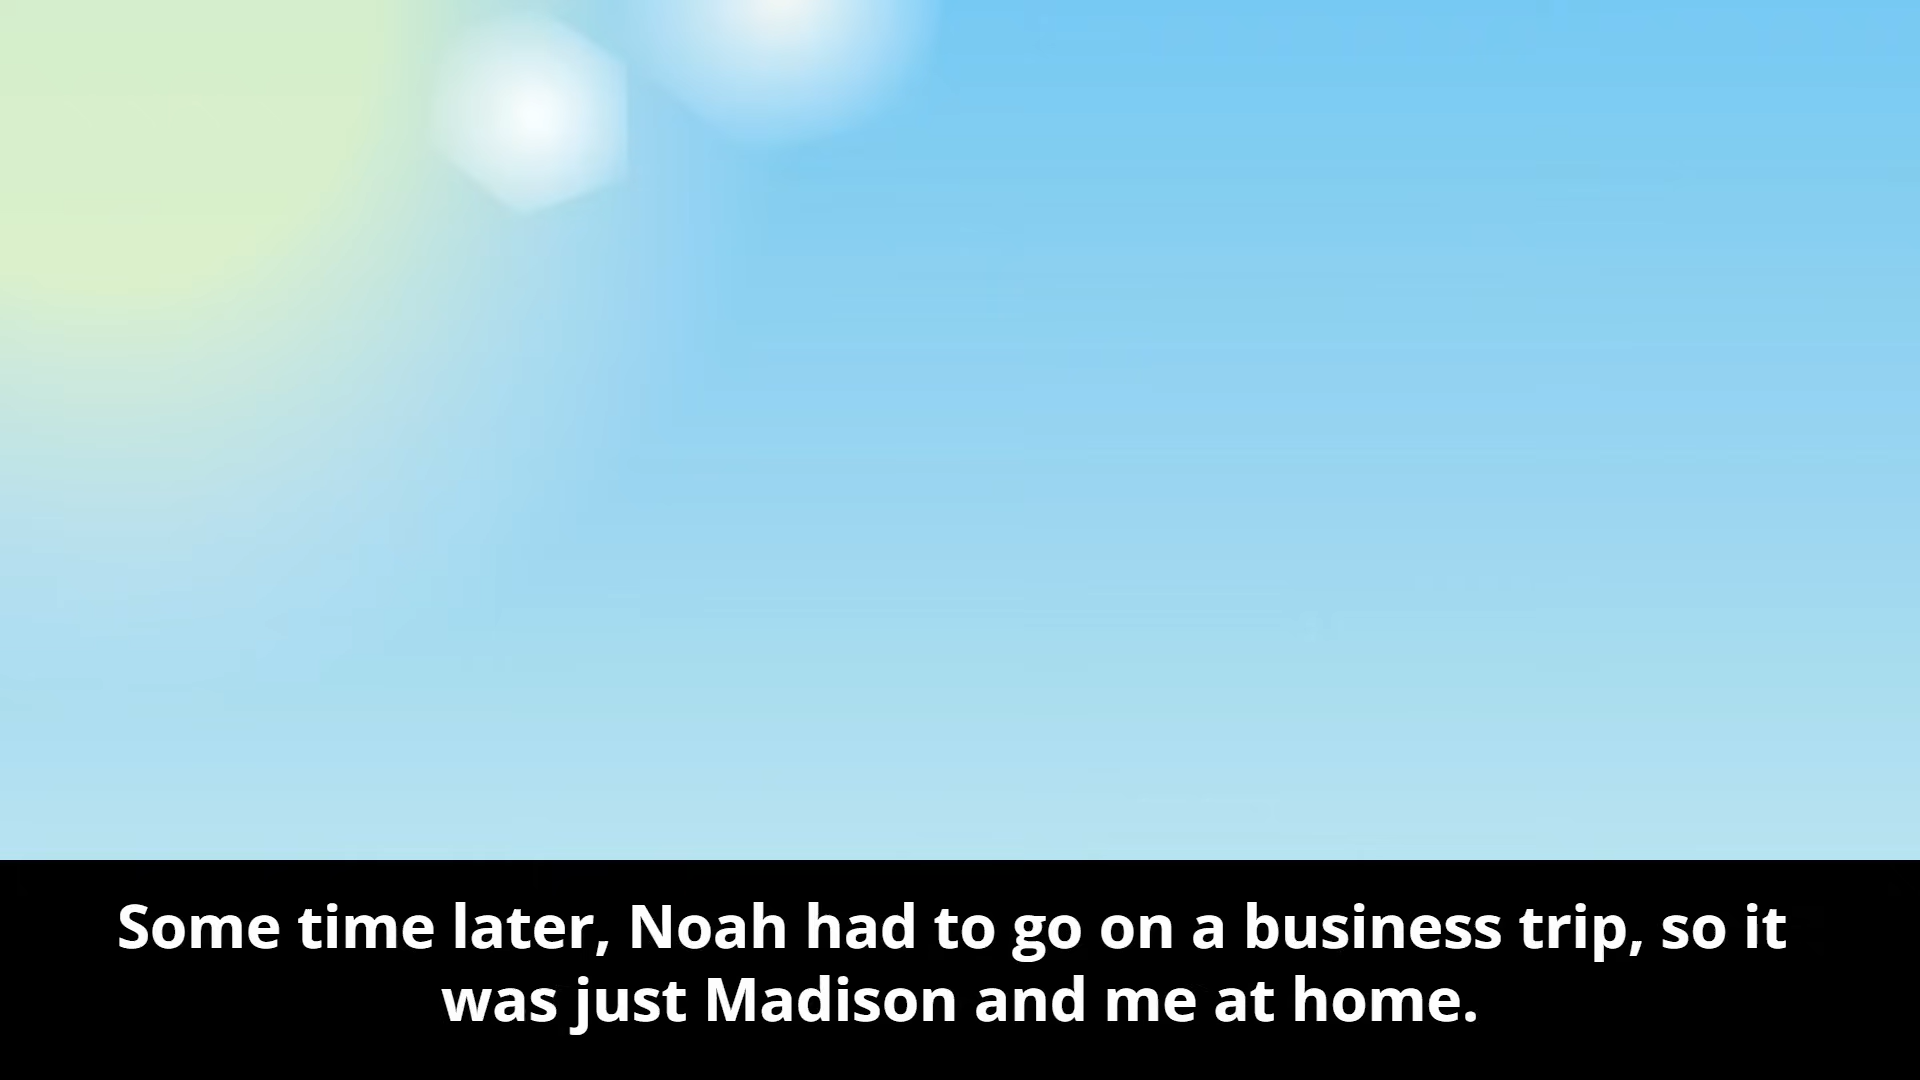 Some time later, Noah had to go on a business trip, so it
was just Madison and me at home.